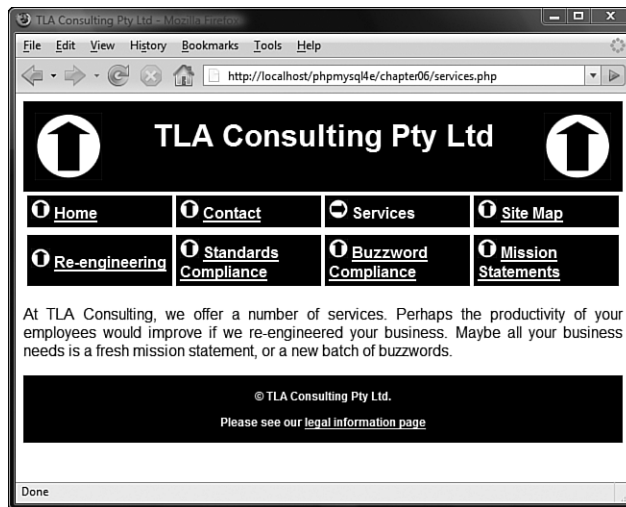 TLA Consulting Pty Ltd - Mozilla Firefox
File Edit View History Bookmarks Tools Help
http://localhost/phpmysql4e/chapter06/services.php
TLA Consulting Pty Ltd
Home Contact Services Site Map
Re-engineering Standards Compliance Buzzword Compliance Mission Statements
At TLA Consulting, we offer a number of services. Perhaps the productivity of your
employees would improve if we re-engineered your business. Maybe all your business
needs is a fresh mission statement, or a new batch of buzzwords.
© TLA Consulting Pty Ltd.
Please see our legal information page
Done